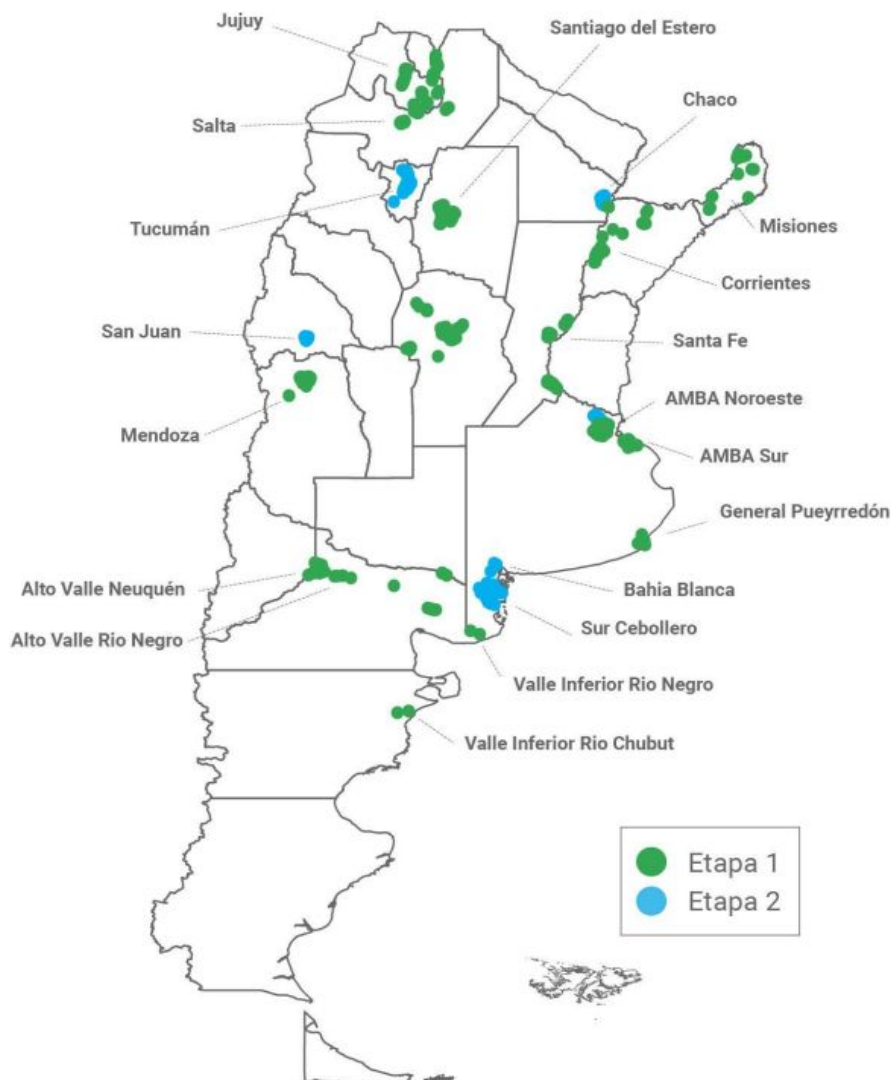 Jujuy
Santiago del Estero
Chaco
Salta
Tucumán
Misiones
Corrientes
San Juan
Santa Fe
AMBA Noroeste
Mendoza
AMBA Sur
General Pueyrredón
Alto Valle Neuquén
Bahia Blanca
Sur Cebollero
Alto Valle Rio Negro
Valle Inferior Rio Negro
Valle Inferior Rio Chubut
Etapa 1
Etapa 2